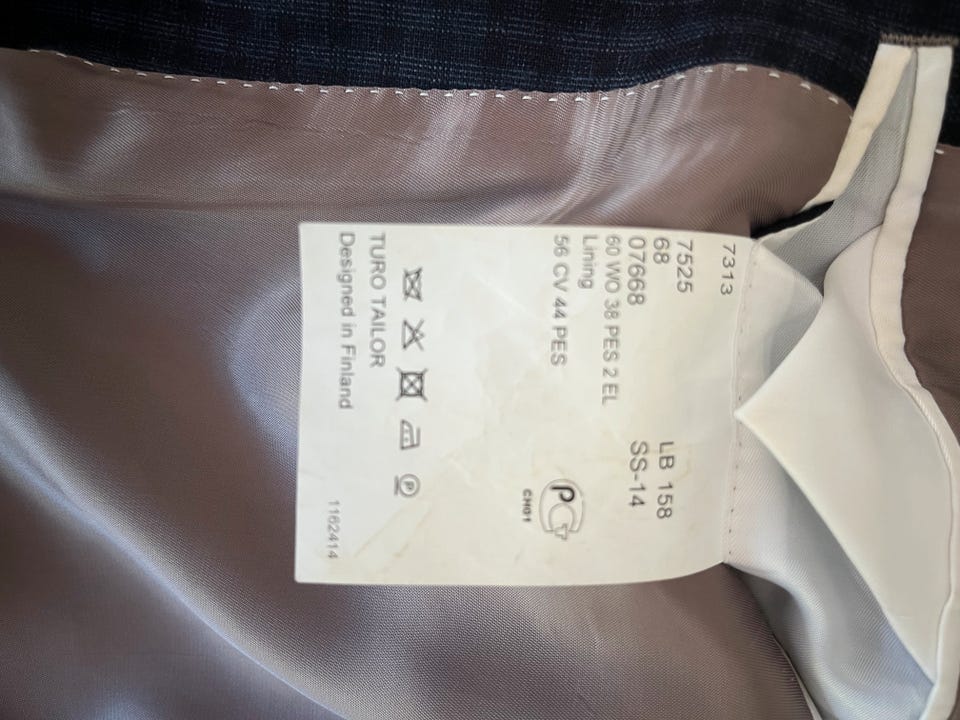 7313
7525
68 LB 158
07668 SS-14
60 WO 38 PES 2 EL
Lining
56 CV 44 PES
PCT
CH01
P
TURO TAILOR
Designed in Finland
1162414